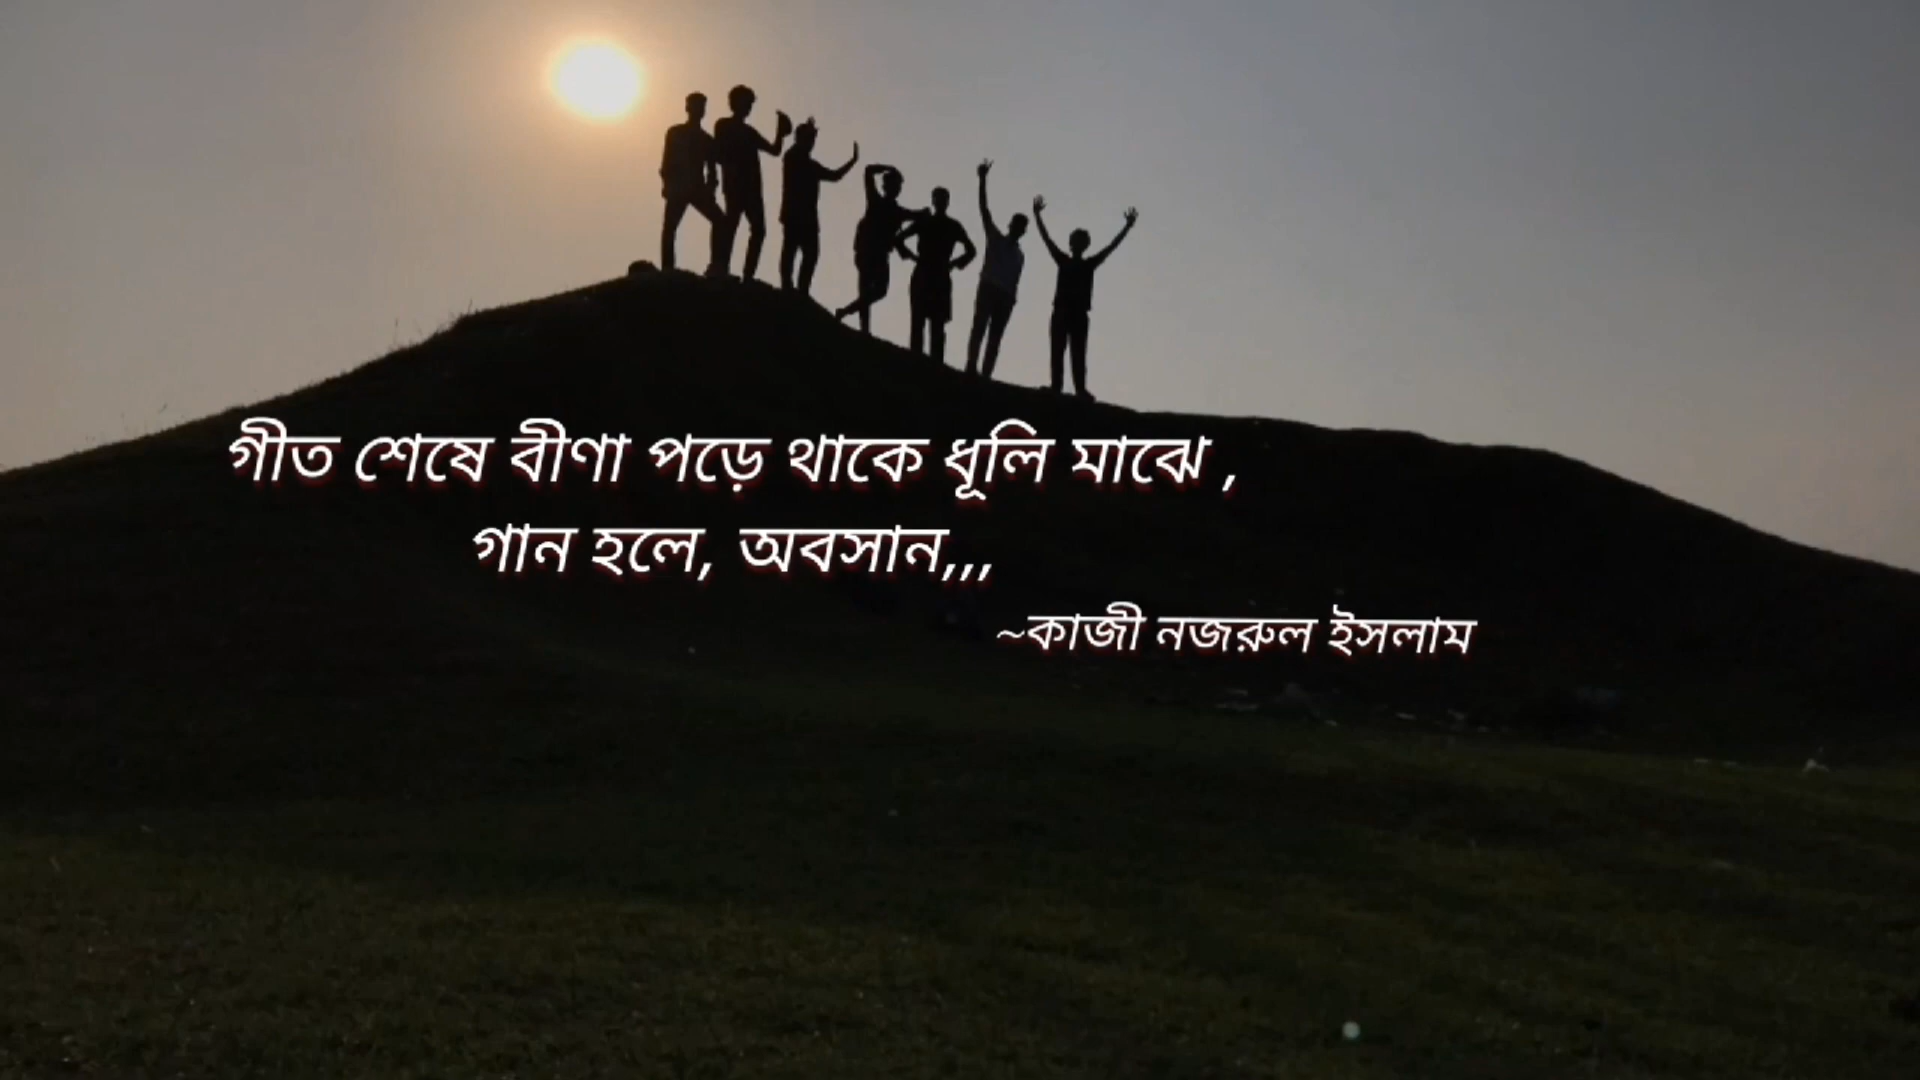 গীত শেষে বীণা পড়ে থাকে ধূলি মাঝে ,
গান হলে, অবসান,,,
~কাজী নজরুল ইসলাম